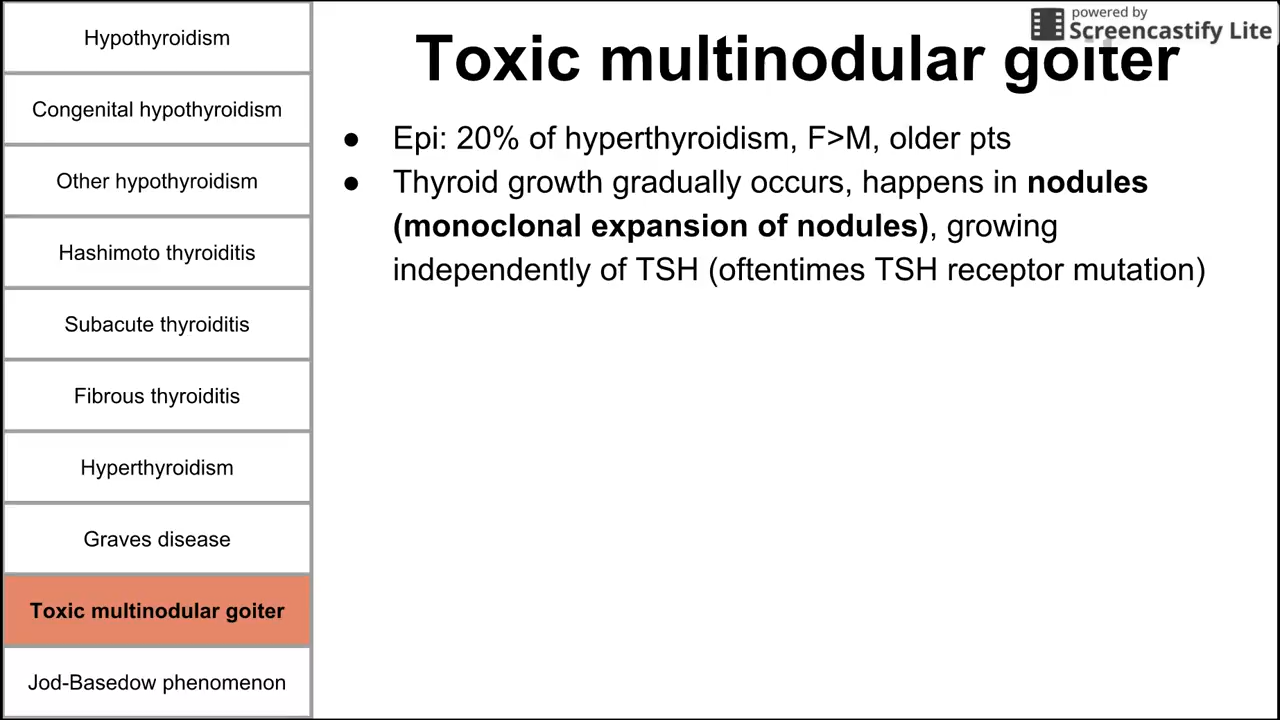 Hypothyroidism
Congenital hypothyroidism
Other hypothyroidism
Hashimoto thyroiditis
Subacute thyroiditis
Fibrous thyroiditis
Hyperthyroidism
Graves disease
Toxic multinodular goiter
Jod-Basedow phenomenon
powered by
Screencastify Lite
Toxic multinodular goiter
● Epi: 20% of hyperthyroidism, F>M, older pts
● Thyroid growth gradually occurs, happens in nodules
(monoclonal expansion of nodules), growing
independently of TSH (oftentimes TSH receptor mutation)